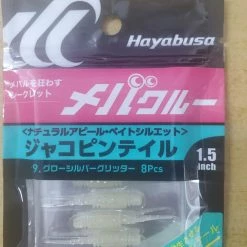 Hayabusa
メバルを狂わす
シークレット
メバクルー
<ナチュラルアピール・ベイトシルエット>
ジャコピンテイル
1.5
inch
9.グローシルバーグリッター 8Pcs